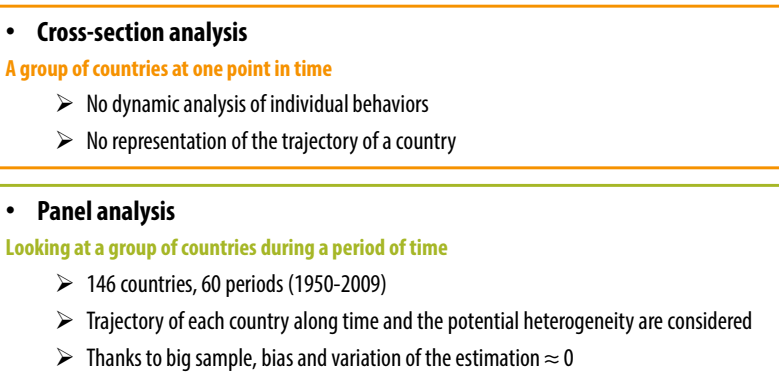 • Cross-section analysis
A group of countries at one point in time
➢ No dynamic analysis of individual behaviors
➢ No representation of the trajectory of a country
• Panel analysis
Looking at a group of countries during a period of time
➢ 146 countries, 60 periods (1950-2009)
➢ Trajectory of each country along time and the potential heterogeneity are considered
➢ Thanks to big sample, bias and variation of the estimation ≈ 0